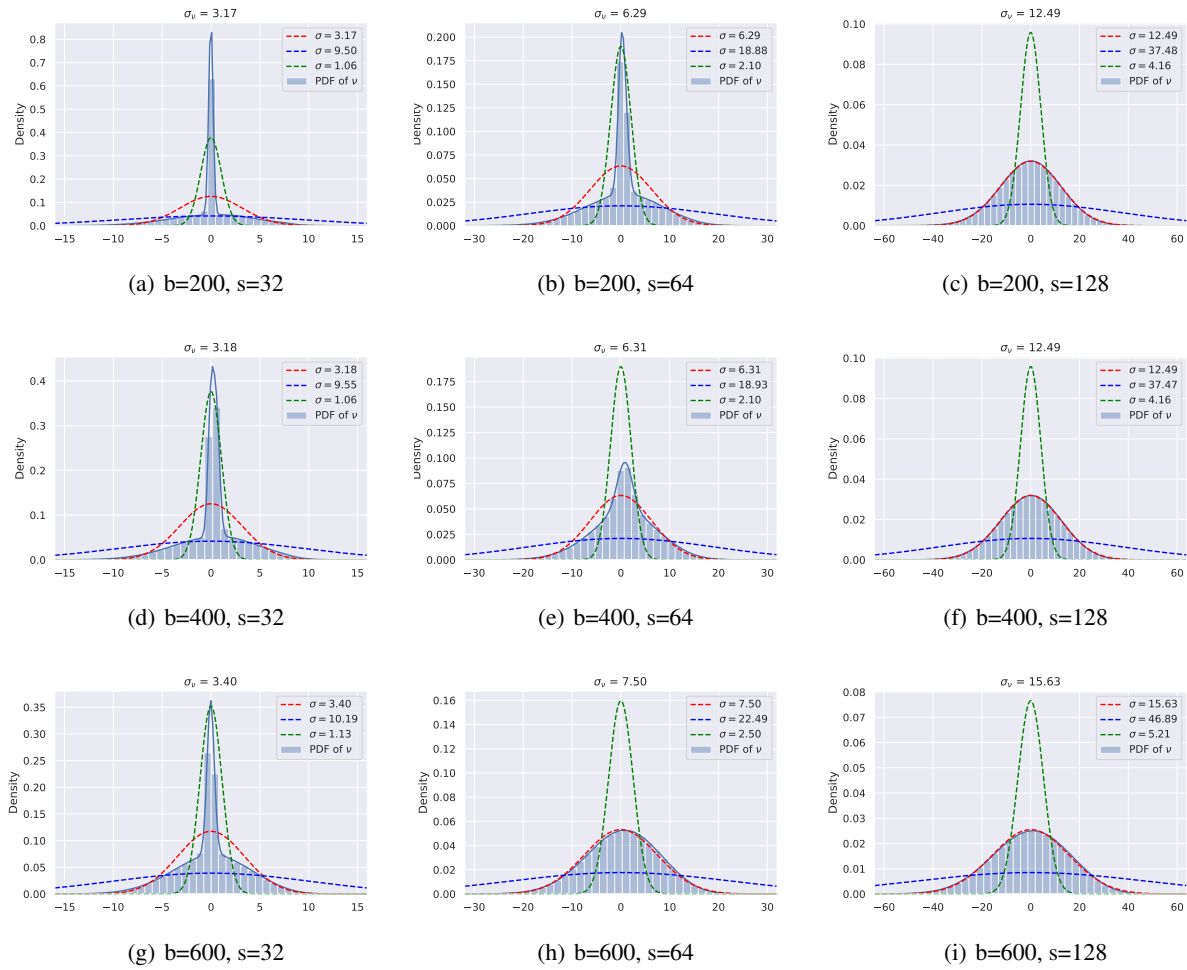 σν = 3.17
0.8
0.7
0.6
0.5
0.4
0.3
0.2
0.1
0.0
Density
σ = 3.17
σ = 9.50
σ = 1.06
PDF of ν
−15 −10 −5 0 5 10 15
(a) b=200, s=32
σν = 6.29
0.200
0.175
0.150
0.125
0.100
0.075
0.050
0.025
0.000
Density
σ = 6.29
σ = 18.88
σ = 2.10
PDF of ν
−30 −20 −10 0 10 20 30
(b) b=200, s=64
σν = 12.49
0.10
0.08
0.06
0.04
0.02
0.00
Density
σ = 12.49
σ = 37.48
σ = 4.16
PDF of ν
−60 −40 −20 0 20 40 60
(c) b=200, s=128
σν = 3.18
0.4
0.3
0.2
0.1
0.0
Density
σ = 3.18
σ = 9.55
σ = 1.06
PDF of ν
−15 −10 −5 0 5 10 15
(d) b=400, s=32
σν = 6.31
0.175
0.150
0.125
0.100
0.075
0.050
0.025
0.000
Density
σ = 6.31
σ = 18.93
σ = 2.10
PDF of ν
−30 −20 −10 0 10 20 30
(e) b=400, s=64
σν = 12.49
0.10
0.08
0.06
0.04
0.02
0.00
Density
σ = 12.49
σ = 37.47
σ = 4.16
PDF of ν
−60 −40 −20 0 20 40 60
(f) b=400, s=128
σν = 3.40
0.35
0.30
0.25
0.20
0.15
0.10
0.05
0.00
Density
σ = 3.40
σ = 10.19
σ = 1.13
PDF of ν
−15 −10 −5 0 5 10 15
(g) b=600, s=32
σν = 7.50
0.16
0.14
0.12
0.10
0.08
0.06
0.04
0.02
0.00
Density
σ = 7.50
σ = 22.49
σ = 2.50
PDF of ν
−30 −20 −10 0 10 20 30
(h) b=600, s=64
σν = 15.63
0.08
0.07
0.06
0.05
0.04
0.03
0.02
0.01
0.00
Density
σ = 15.63
σ = 46.89
σ = 5.21
PDF of ν
−60 −40 −20 0 20 40 60
(i) b=600, s=128